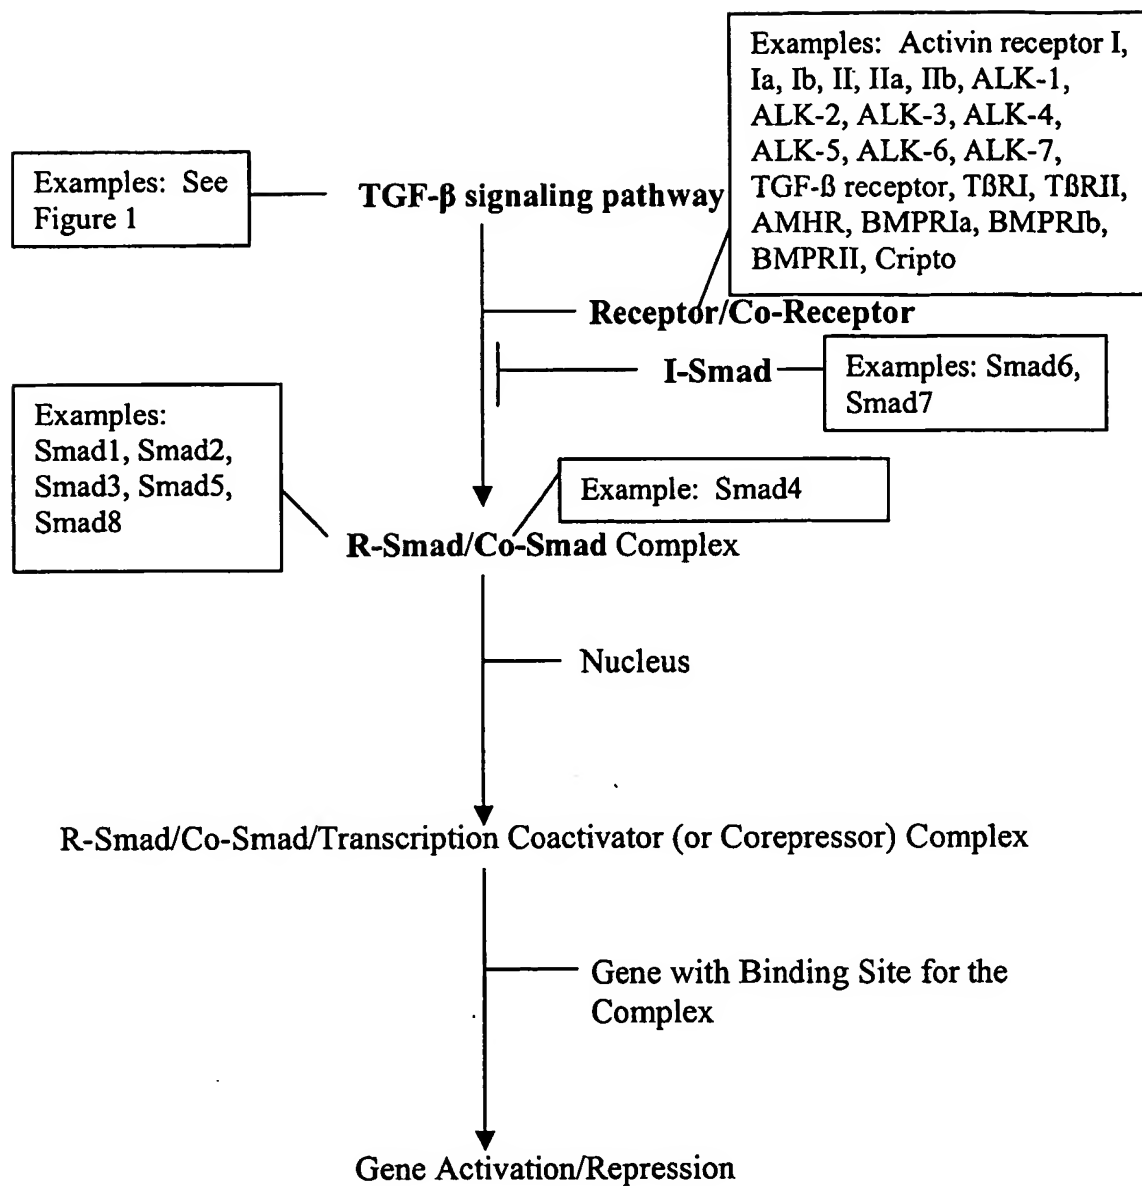 Examples: Activin receptor I,
Ia, Ib, II, IIa, IIb, ALK-1,
ALK-2, ALK-3, ALK-4,
ALK-5, ALK-6, ALK-7,
TGF-ß receptor, TßRI, TßRII,
AMHR, BMPRIa, BMPRIb,
BMPRII, Cripto
Examples: See
Figure 1
TGF-β signaling pathway
Receptor/Co-Receptor
I-Smad
Examples: Smad6,
Smad7
Examples:
Smad1, Smad2,
Smad3, Smad5,
Smad8
Example: Smad4
R-Smad/Co-Smad Complex
Nucleus
R-Smad/Co-Smad/Transcription Coactivator (or Corepressor) Complex
Gene with Binding Site for the
Complex
Gene Activation/Repression